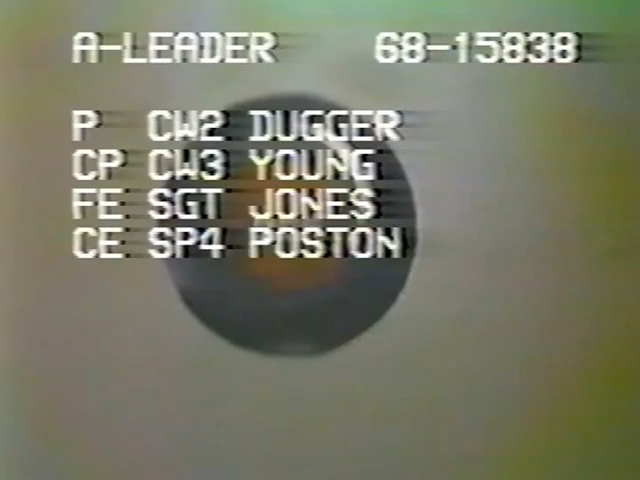 A-LEADER 68-15838
P CW2 DUGGER
CP CW3 YOUNG
FE SGT JONES
CE SP4 POSTON